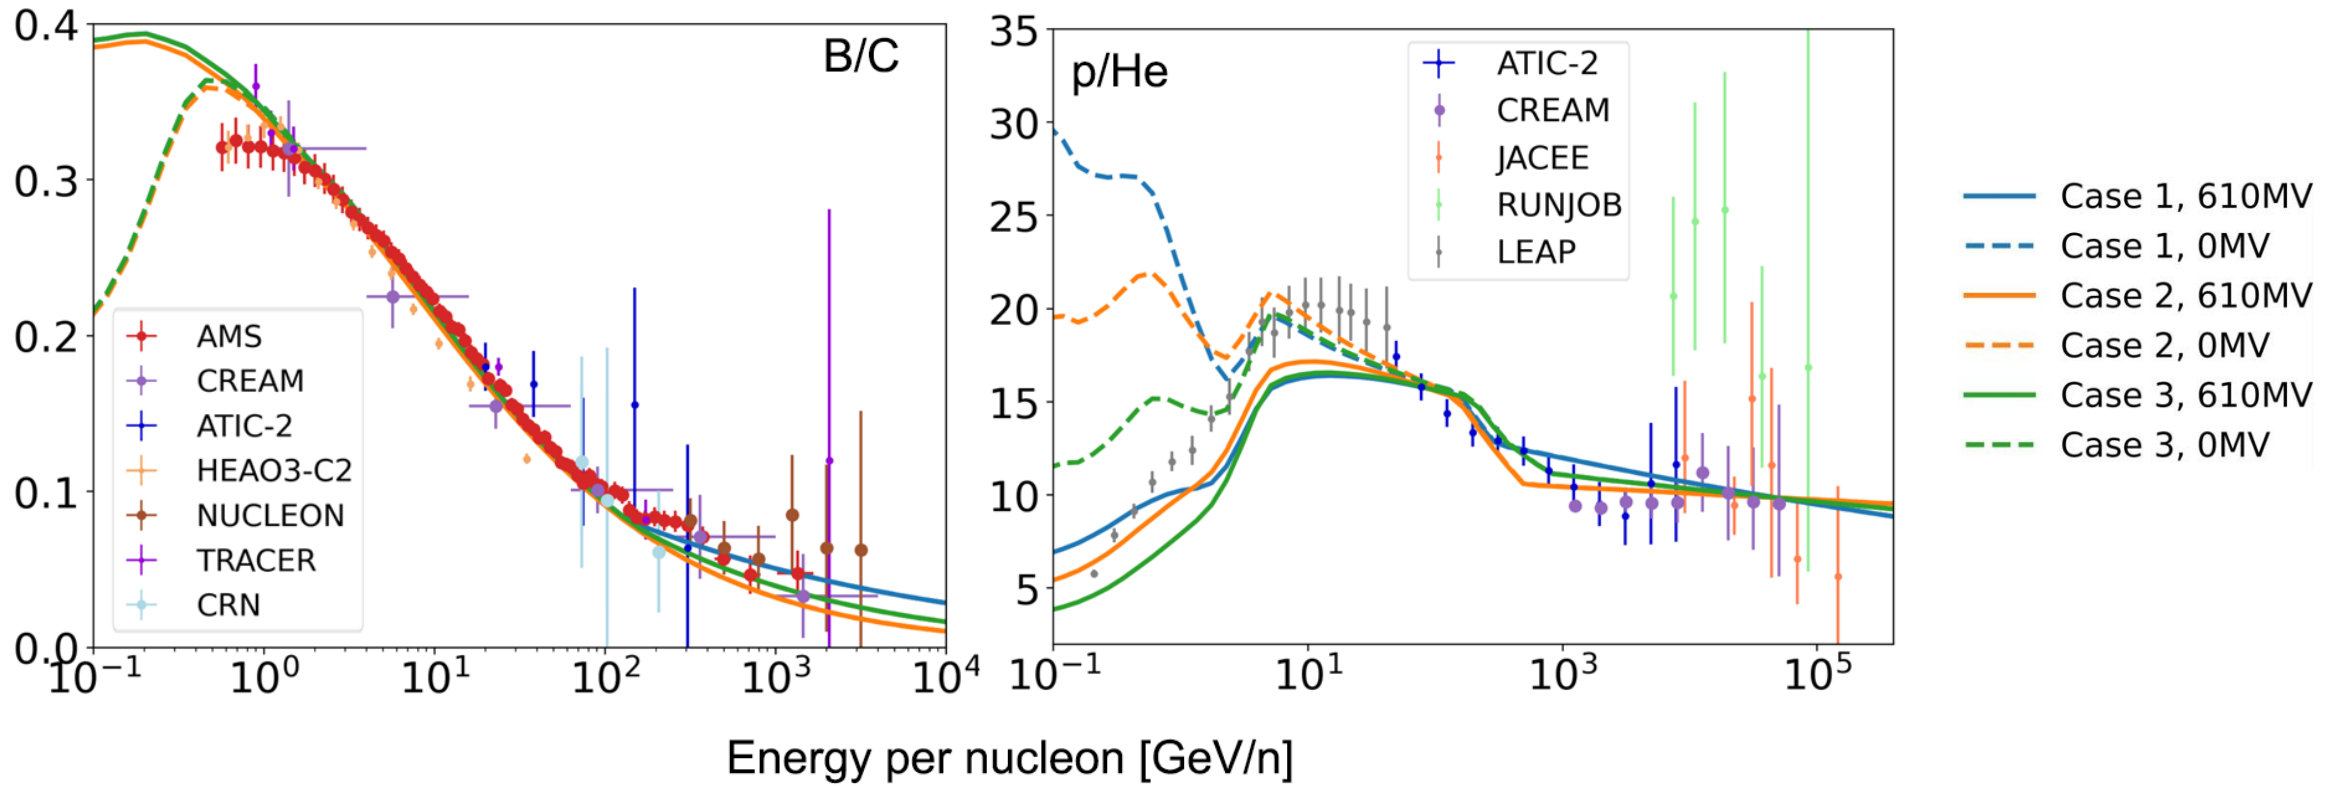 B/C
0.4
0.3
0.2
0.1
0.0
AMS
CREAM
ATIC-2
HEAO3-C2
NUCLEON
TRACER
CRN
10⁻¹ 10⁰ 10¹ 10² 10³ 10⁴
p/He
35
30
25
20
15
10
5
ATIC-2
CREAM
JACEE
RUNJOB
LEAP
10⁻¹ 10¹ 10³ 10⁵
Case 1, 610MV
Case 1, 0MV
Case 2, 610MV
Case 2, 0MV
Case 3, 610MV
Case 3, 0MV
Energy per nucleon [GeV/n]